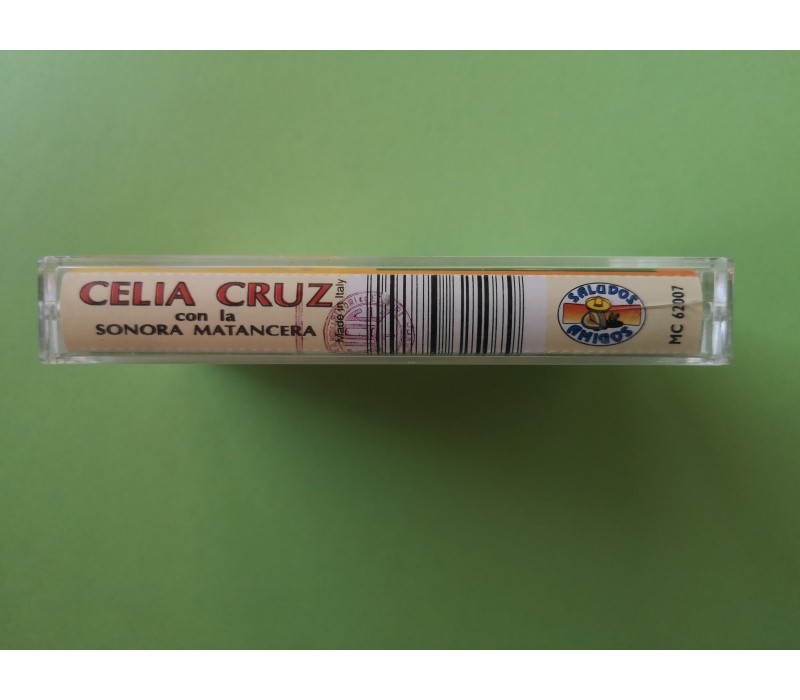 CELIA CRUZ
con la
SONORA MATANCERA
Made in Italy
SALUDOS
AMIGOS
MC 62007